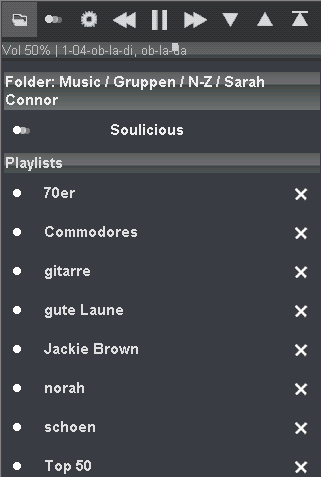 Vol 50% | 1-04-ob-la-di, ob-la-da
Folder: Music / Gruppen / N-Z / Sarah
Connor
Soulicious
Playlists
70er
Commodores
gitarre
gute Laune
Jackie Brown
norah
schoen
Top 50